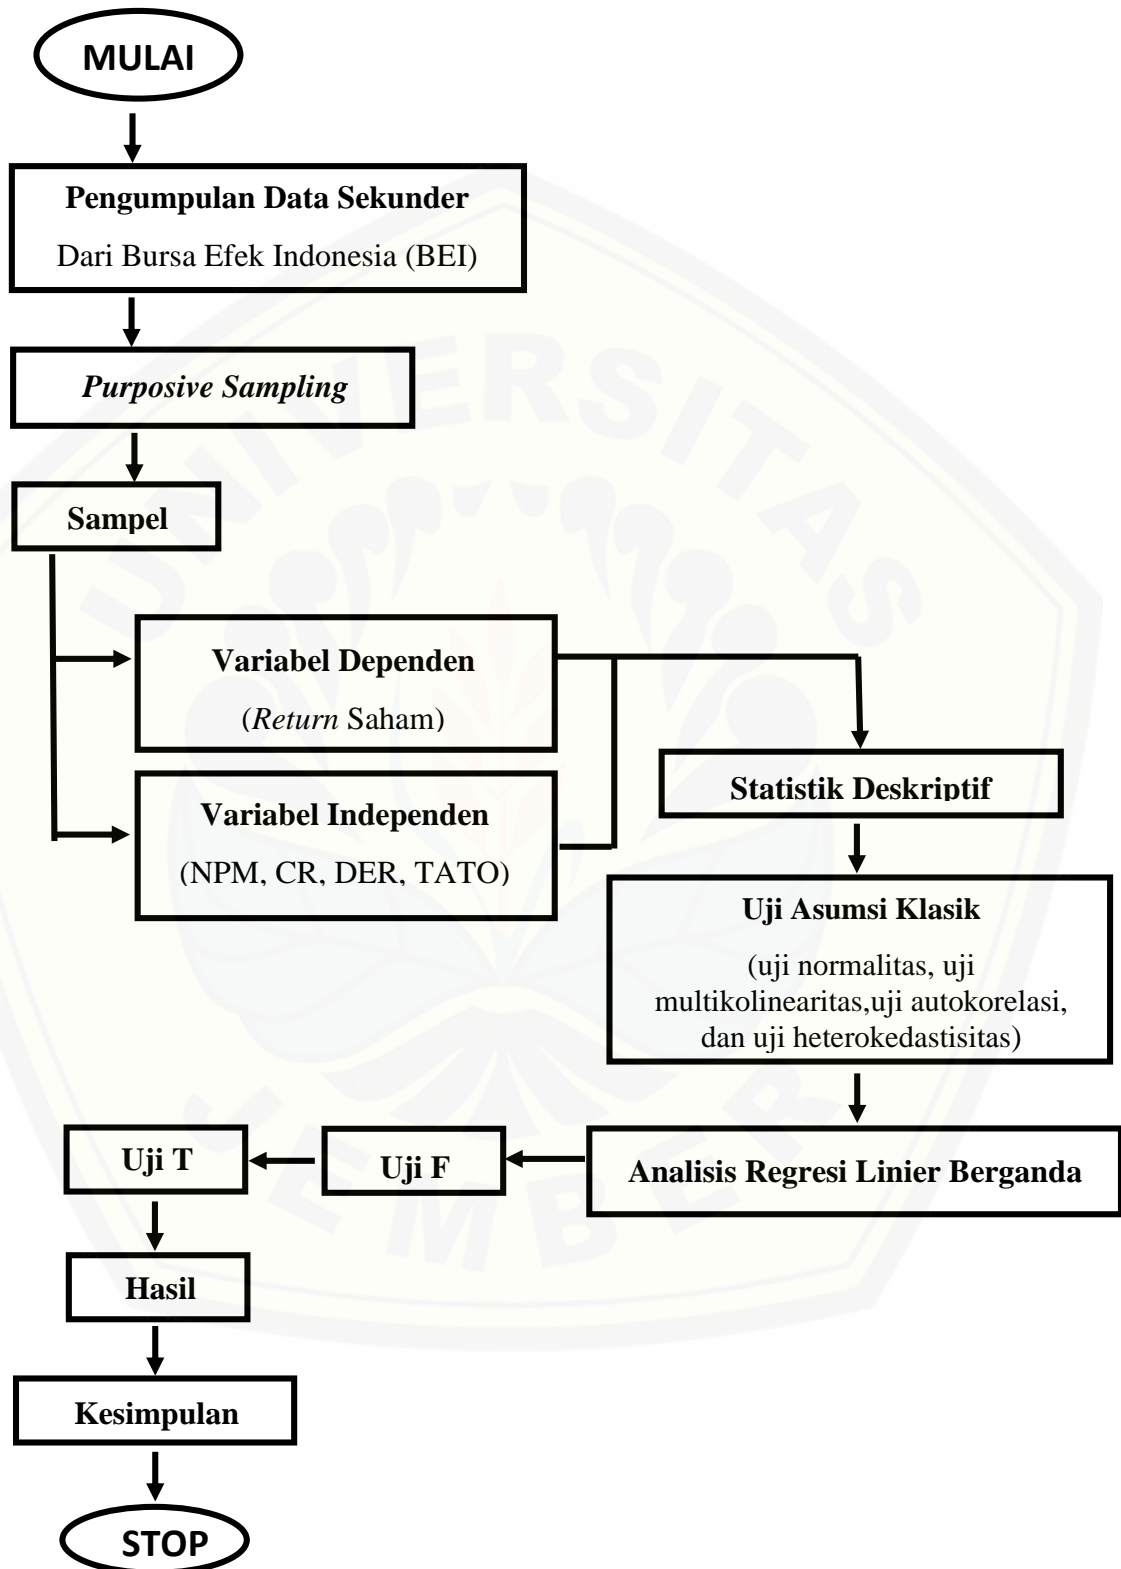 MULAI
Pengumpulan Data Sekunder
Dari Bursa Efek Indonesia (BEI)
Purposive Sampling
Sampel
Variabel Dependen
(Return Saham)
Variabel Independen
(NPM, CR, DER, TATO)
Statistik Deskriptif
Uji Asumsi Klasik
(uji normalitas, uji
multikolinearitas,uji autokorelasi,
dan uji heterokedastisitas)
Analisis Regresi Linier Berganda
Uji F
Uji T
Hasil
Kesimpulan
STOP
UNIVERSITAS
JEMBER